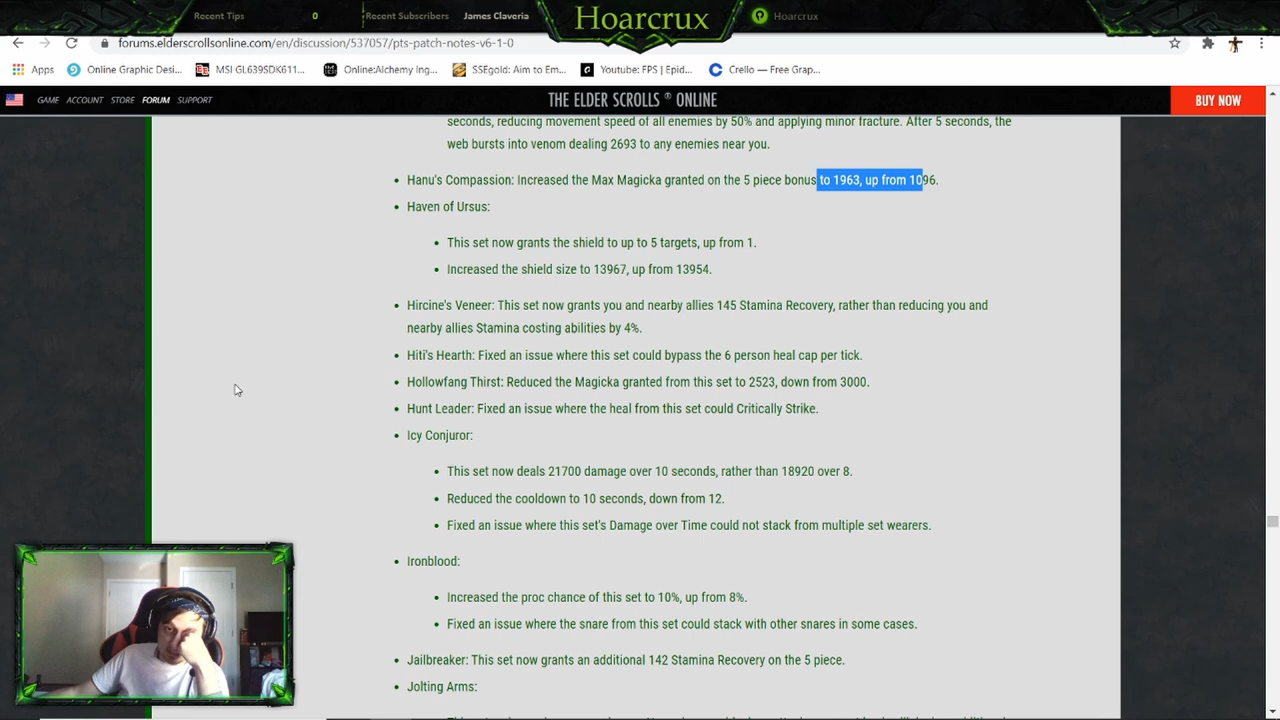 Recent Tips 0 Recent Subscribers James Claveria Hoarcrux Hoarcrux
forums.elderscrollsonline.com/en/discussion/537057/pts-patch-notes-v6-1-0
Apps Online Graphic Desi... MSI GL639SDK611... Online:Alchemy Ing... SSEgold: Aim to Em... Youtube: FPS | Epid... Crello — Free Grap...
GAME ACCOUNT STORE FORUM SUPPORT THE ELDER SCROLLS ® ONLINE BUY NOW
seconds, reducing movement speed of all enemies by 50% and applying minor fracture. After 5 seconds, the
web bursts into venom dealing 2693 to any enemies near you.
• Hanu's Compassion: Increased the Max Magicka granted on the 5 piece bonus to 1963, up from 1096.
• Haven of Ursus:
• This set now grants the shield to up to 5 targets, up from 1.
• Increased the shield size to 13967, up from 13954.
• Hircine's Veneer: This set now grants you and nearby allies 145 Stamina Recovery, rather than reducing you and
nearby allies Stamina costing abilities by 4%.
• Hiti's Hearth: Fixed an issue where this set could bypass the 6 person heal cap per tick.
• Hollowfang Thirst: Reduced the Magicka granted from this set to 2523, down from 3000.
• Hunt Leader: Fixed an issue where the heal from this set could Critically Strike.
• Icy Conjuror:
• This set now deals 21700 damage over 10 seconds, rather than 18920 over 8.
• Reduced the cooldown to 10 seconds, down from 12.
• Fixed an issue where this set's Damage over Time could not stack from multiple set wearers.
• Ironblood:
• Increased the proc chance of this set to 10%, up from 8%.
• Fixed an issue where the snare from this set could stack with other snares in some cases.
• Jailbreaker: This set now grants an additional 142 Stamina Recovery on the 5 piece.
• Jolting Arms: